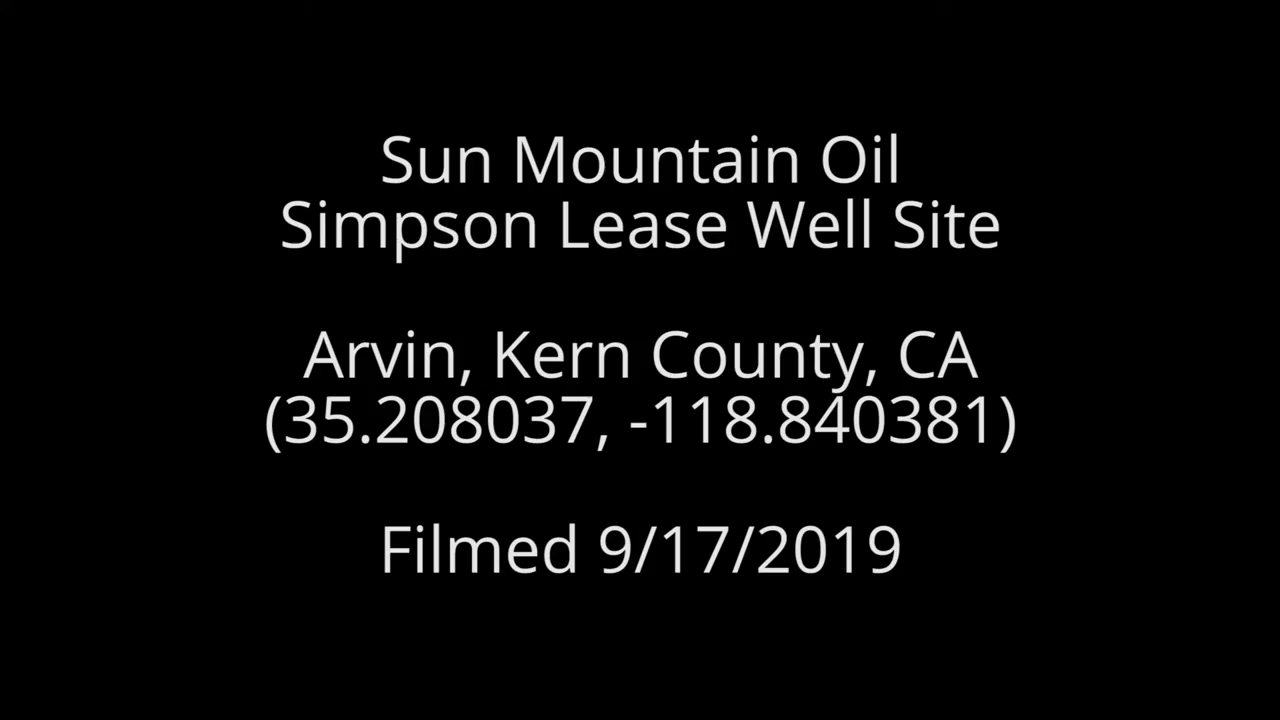 Sun Mountain Oil
Simpson Lease Well Site
Arvin, Kern County, CA
(35.208037, -118.840381)
Filmed 9/17/2019